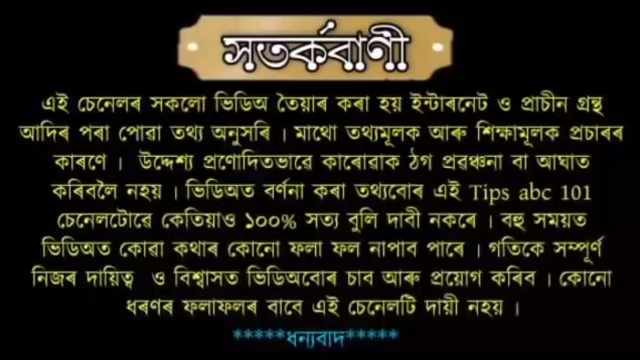 সতৰ্কবাণী
এই চেনেলৰ সকলো ভিডিঅ তৈয়াৰ কৰা হয় ইন্টাৰনেট ও প্ৰাচীন গ্ৰন্থ
আদিৰ পৰা পোৱা তথ্য অনুসৰি । মাথো তথ্যমূলক আৰু শিক্ষামূলক প্ৰচাৰৰ
কাৰণে । উদ্দেশ্য প্ৰণোদিতভাৱে কাৰোৱাক ঠগ প্ৰৱঞ্চনা বা আঘাত
কৰিবলৈ নহয় । ভিডিঅত বৰ্ণনা কৰা তথ্যবোৰ এই Tips abc 101
চেনেলটোৱে কেতিয়াও ১০০% সত্য বুলি দাবী নকৰে । বহু সময়ত
ভিডিঅত কোৱা কথাৰ কোনো ফলা ফল নাপাব পাৰে । গতিকে সম্পূৰ্ণ
নিজৰ দায়িত্ব ও বিশ্বাসত ভিডিঅবোৰ চাব আৰু প্ৰয়োগ কৰিব । কোনো
ধৰণৰ ফলাফলৰ বাবে এই চেনেলটি দায়ী নহয় ।
*****ধন্যবাদ*****